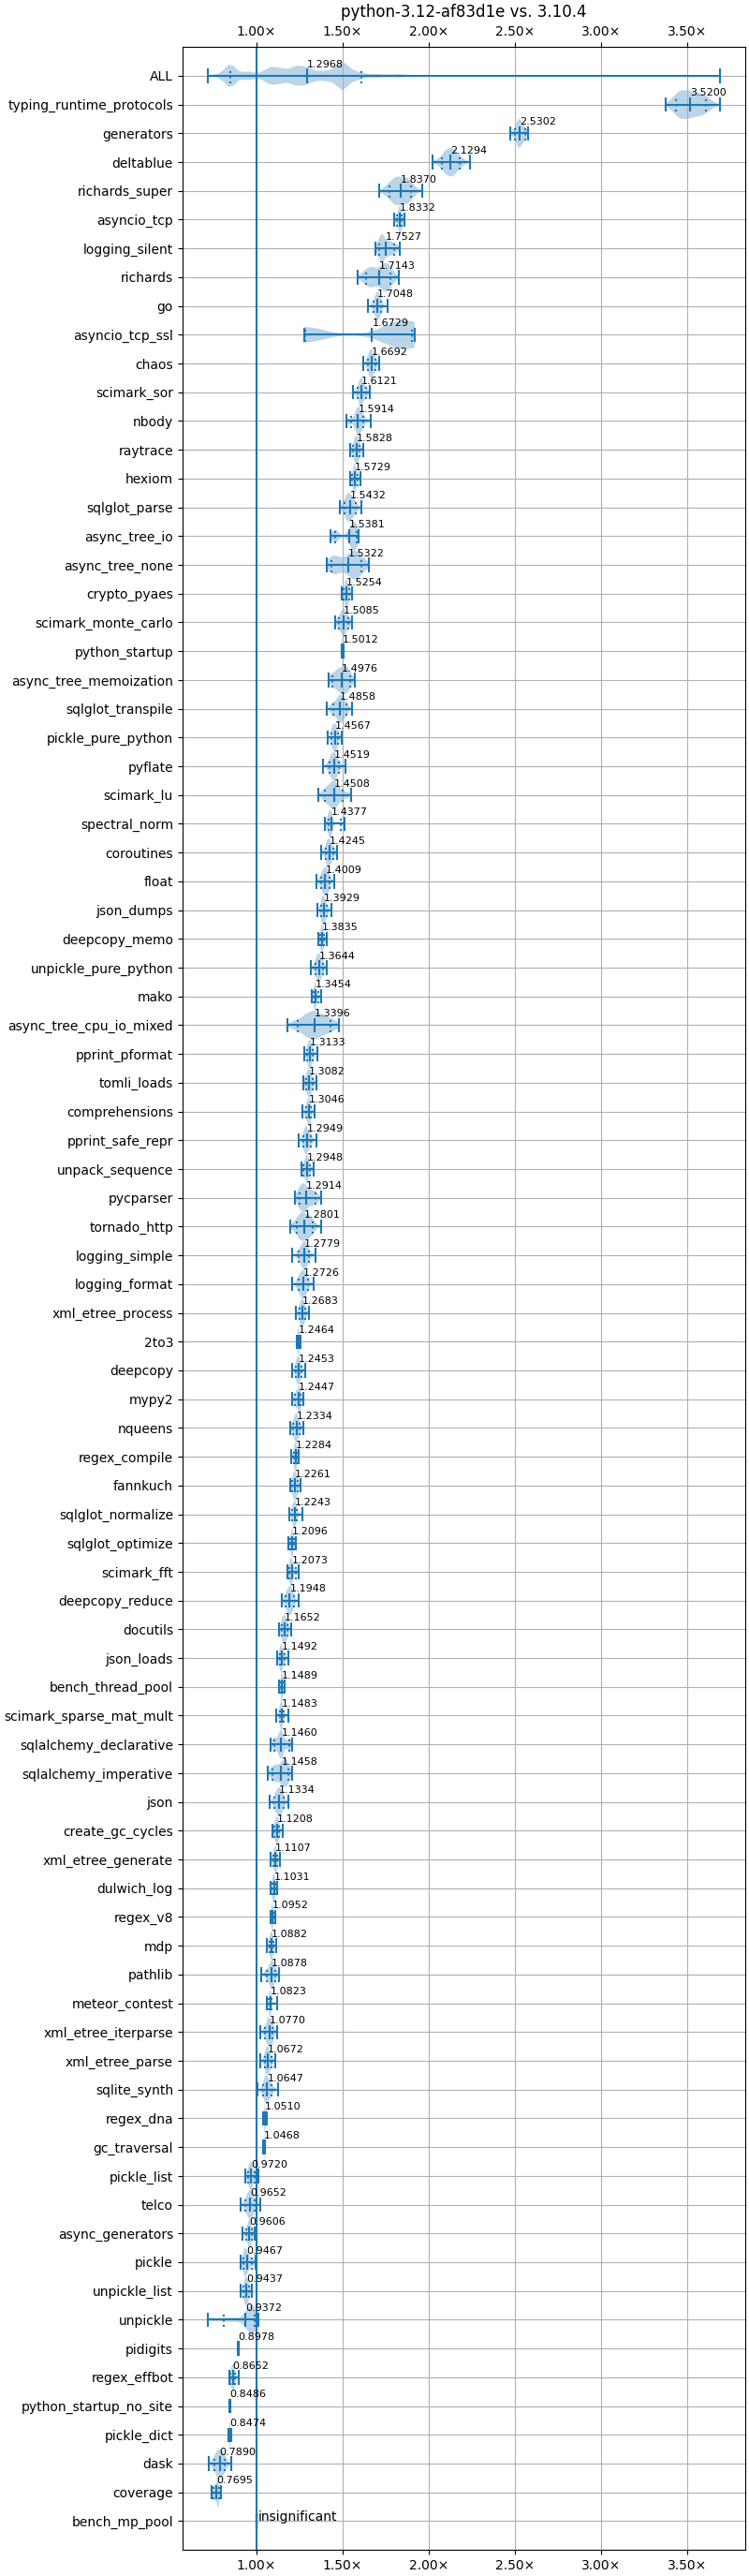 python-3.12-af83d1e vs. 3.10.4
1.00× 1.50× 2.00× 2.50× 3.00× 3.50×
ALL 1.2968
typing_runtime_protocols 3.5200
generators 2.5302
deltablue 2.1294
richards_super 1.8370
asyncio_tcp 1.8332
logging_silent 1.7527
richards 1.7143
go 1.7048
asyncio_tcp_ssl 1.6729
chaos 1.6692
scimark_sor 1.6121
nbody 1.5914
raytrace 1.5828
hexiom 1.5729
sqlglot_parse 1.5432
async_tree_io 1.5381
async_tree_none 1.5322
crypto_pyaes 1.5254
scimark_monte_carlo 1.5085
python_startup 1.5012
async_tree_memoization 1.4976
sqlglot_transpile 1.4858
pickle_pure_python 1.4567
pyflate 1.4519
scimark_lu 1.4508
spectral_norm 1.4377
coroutines 1.4245
float 1.4009
json_dumps 1.3929
deepcopy_memo 1.3835
unpickle_pure_python 1.3644
mako 1.3454
async_tree_cpu_io_mixed 1.3396
pprint_pformat 1.3133
tomli_loads 1.3082
comprehensions 1.3046
pprint_safe_repr 1.2949
unpack_sequence 1.2948
pycparser 1.2914
tornado_http 1.2801
logging_simple 1.2779
logging_format 1.2726
xml_etree_process 1.2683
2to3 1.2464
deepcopy 1.2453
mypy2 1.2447
nqueens 1.2334
regex_compile 1.2284
fannkuch 1.2261
sqlglot_normalize 1.2243
sqlglot_optimize 1.2096
scimark_fft 1.2073
deepcopy_reduce 1.1948
docutils 1.1652
json_loads 1.1492
bench_thread_pool 1.1489
scimark_sparse_mat_mult 1.1483
sqlalchemy_declarative 1.1460
sqlalchemy_imperative 1.1458
json 1.1334
create_gc_cycles 1.1208
xml_etree_generate 1.1107
dulwich_log 1.1031
regex_v8 1.0952
mdp 1.0882
pathlib 1.0878
meteor_contest 1.0823
xml_etree_iterparse 1.0770
xml_etree_parse 1.0672
sqlite_synth 1.0647
regex_dna 1.0510
gc_traversal 1.0468
pickle_list 0.9720
telco 0.9652
async_generators 0.9606
pickle 0.9467
unpickle_list 0.9437
unpickle 0.9372
pidigits 0.8978
regex_effbot 0.8652
python_startup_no_site 0.8486
pickle_dict 0.8474
dask 0.7890
coverage 0.7695
bench_mp_pool insignificant
1.00× 1.50× 2.00× 2.50× 3.00× 3.50×